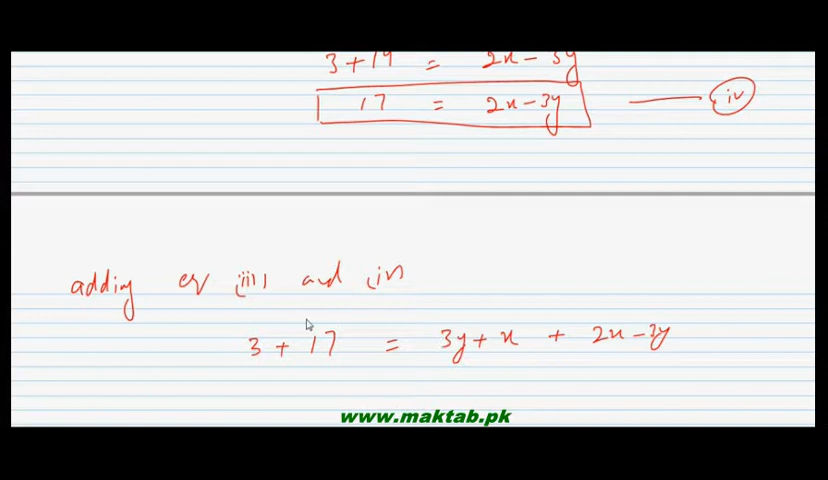 3 + 14 = 2x - 3y
17 = 2x - 3y (iv)
adding eq (iii) and (iv)
3 + 17 = 3y + x + 2x - 3y
www.maktab.pk